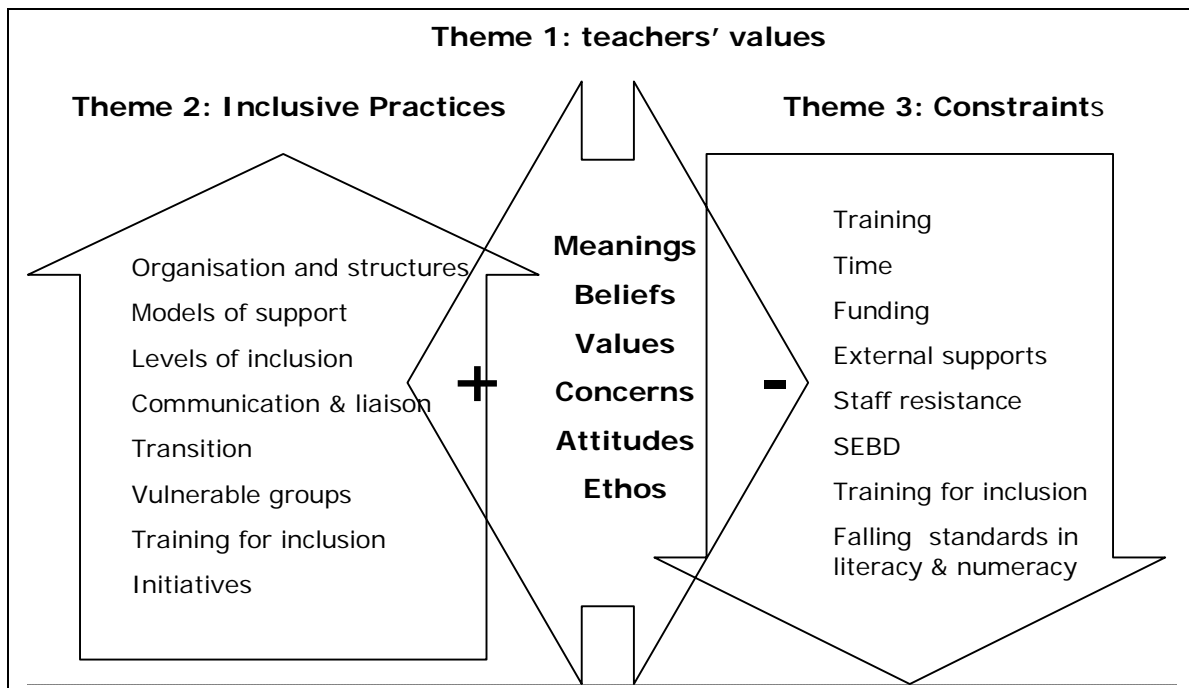 Theme 1: teachers’ values
Theme 2: Inclusive Practices
Organisation and structures
Models of support
Levels of inclusion
Communication & liaison
Transition
Vulnerable groups
Training for inclusion
Initiatives
+
Meanings
Beliefs
Values
Concerns
Attitudes
Ethos
-
Theme 3: Constraints
Training
Time
Funding
External supports
Staff resistance
SEBD
Training for inclusion
Falling standards in
literacy & numeracy